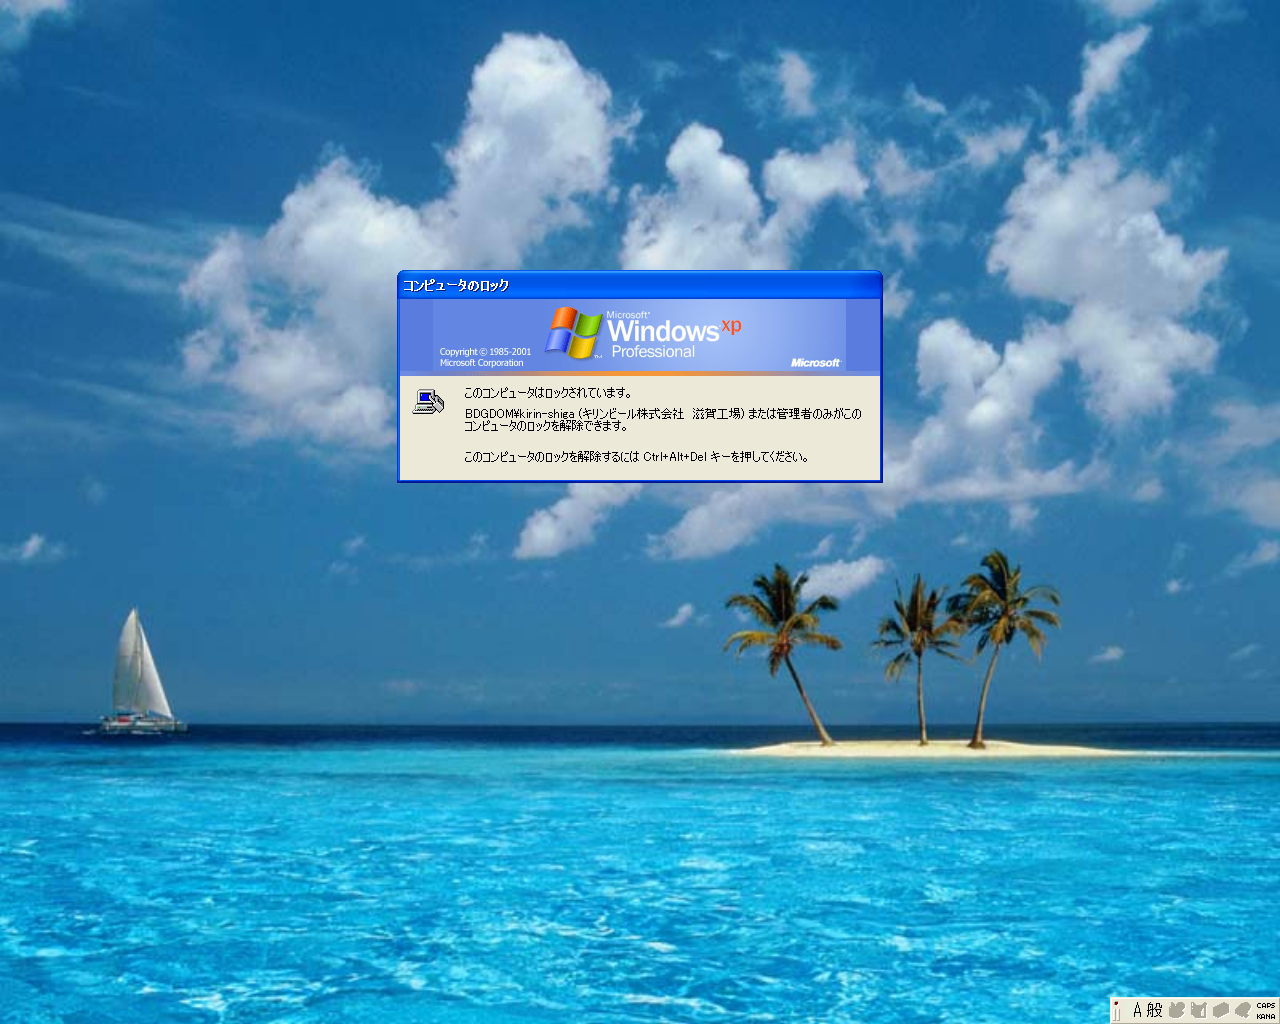 コンピュータのロック
Microsoft®
Windows xp
Professional
Copyright © 1985-2001
Microsoft Corporation
Microsoft
このコンピュータはロックされています。
BDGDOM¥kirin-shiga (キリンビール株式会社　滋賀工場) または管理者のみがこの
コンピュータのロックを解除できます。
このコンピュータのロックを解除するには Ctrl+Alt+Del キーを押してください。
A 般
CAPS
KANA